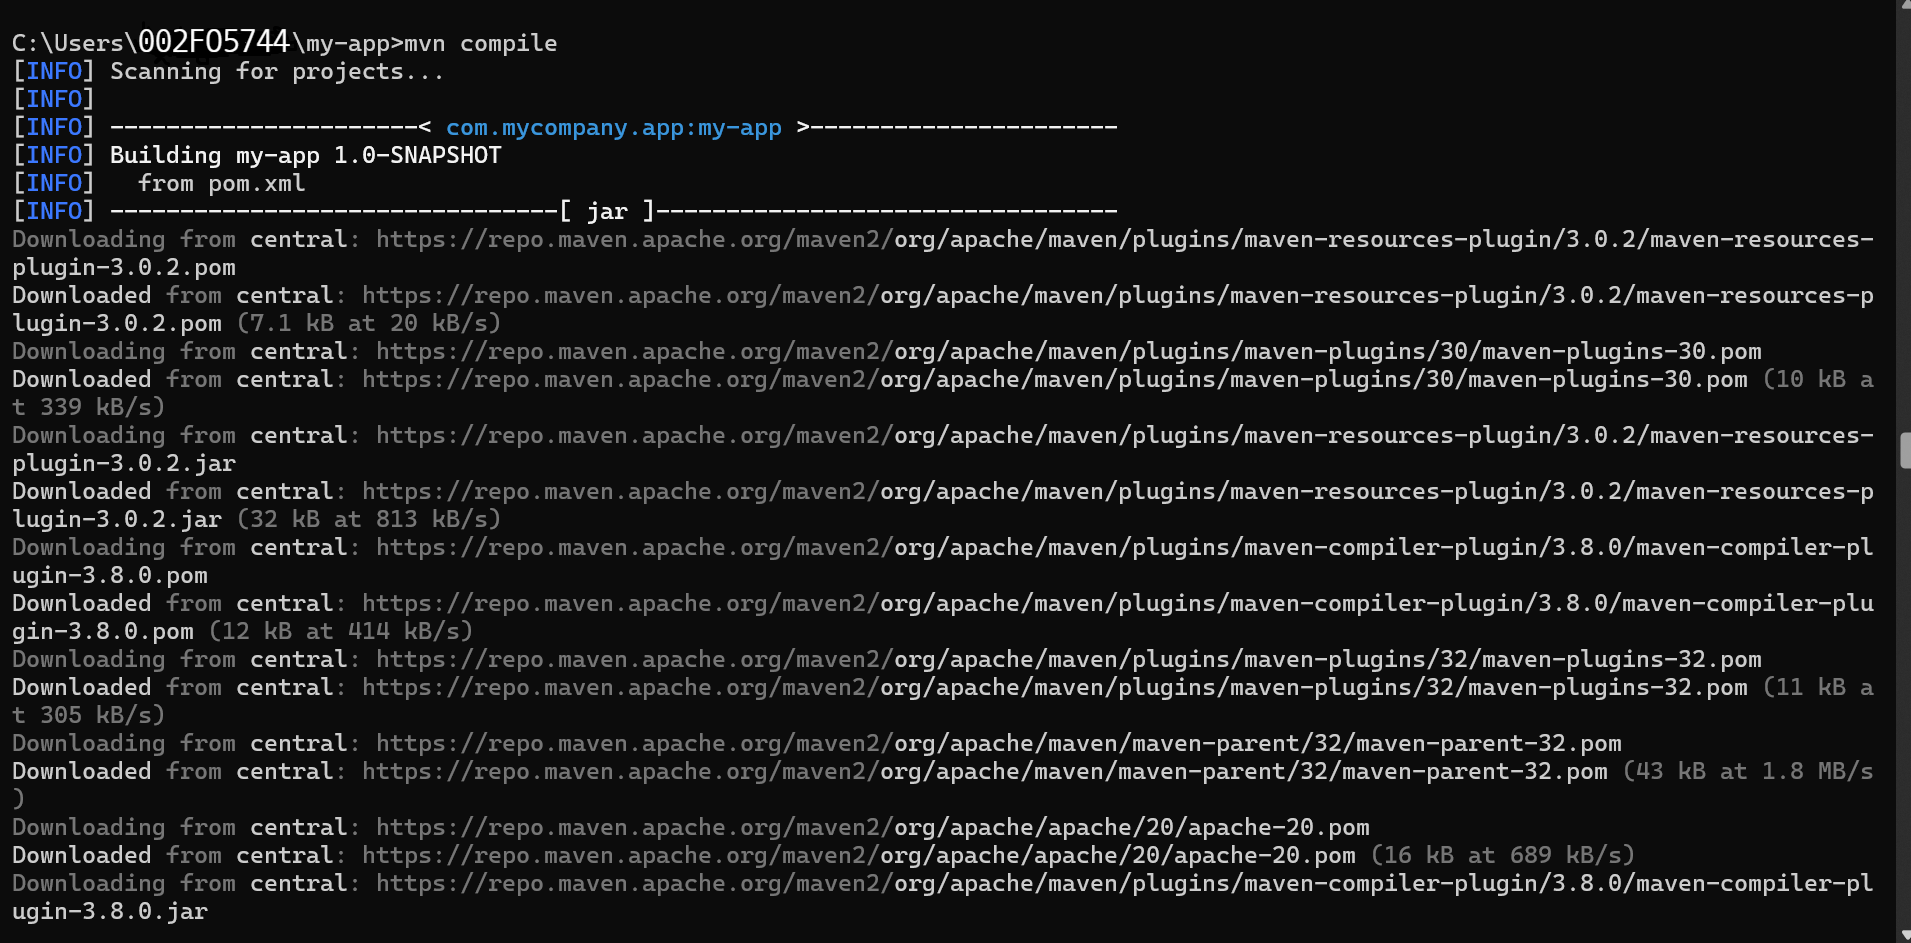 C:\Users\002FO5744\my-app>mvn compile
[INFO] Scanning for projects...
[INFO]
[INFO] ----------------------< com.mycompany.app:my-app >----------------------
[INFO] Building my-app 1.0-SNAPSHOT
[INFO]   from pom.xml
[INFO] --------------------------------[ jar ]---------------------------------
Downloading from central: https://repo.maven.apache.org/maven2/org/apache/maven/plugins/maven-resources-plugin/3.0.2/maven-resources-
plugin-3.0.2.pom
Downloaded from central: https://repo.maven.apache.org/maven2/org/apache/maven/plugins/maven-resources-plugin/3.0.2/maven-resources-p
lugin-3.0.2.pom (7.1 kB at 20 kB/s)
Downloading from central: https://repo.maven.apache.org/maven2/org/apache/maven/plugins/maven-plugins/30/maven-plugins-30.pom
Downloaded from central: https://repo.maven.apache.org/maven2/org/apache/maven/plugins/maven-plugins/30/maven-plugins-30.pom (10 kB a
t 339 kB/s)
Downloading from central: https://repo.maven.apache.org/maven2/org/apache/maven/plugins/maven-resources-plugin/3.0.2/maven-resources-
plugin-3.0.2.jar
Downloaded from central: https://repo.maven.apache.org/maven2/org/apache/maven/plugins/maven-resources-plugin/3.0.2/maven-resources-p
lugin-3.0.2.jar (32 kB at 813 kB/s)
Downloading from central: https://repo.maven.apache.org/maven2/org/apache/maven/plugins/maven-compiler-plugin/3.8.0/maven-compiler-pl
ugin-3.8.0.pom
Downloaded from central: https://repo.maven.apache.org/maven2/org/apache/maven/plugins/maven-compiler-plugin/3.8.0/maven-compiler-plu
gin-3.8.0.pom (12 kB at 414 kB/s)
Downloading from central: https://repo.maven.apache.org/maven2/org/apache/maven/plugins/maven-plugins/32/maven-plugins-32.pom
Downloaded from central: https://repo.maven.apache.org/maven2/org/apache/maven/plugins/maven-plugins/32/maven-plugins-32.pom (11 kB a
t 305 kB/s)
Downloading from central: https://repo.maven.apache.org/maven2/org/apache/maven/maven-parent/32/maven-parent-32.pom
Downloaded from central: https://repo.maven.apache.org/maven2/org/apache/maven/maven-parent/32/maven-parent-32.pom (43 kB at 1.8 MB/s
)
Downloading from central: https://repo.maven.apache.org/maven2/org/apache/apache/20/apache-20.pom
Downloaded from central: https://repo.maven.apache.org/maven2/org/apache/apache/20/apache-20.pom (16 kB at 689 kB/s)
Downloading from central: https://repo.maven.apache.org/maven2/org/apache/maven/plugins/maven-compiler-plugin/3.8.0/maven-compiler-pl
ugin-3.8.0.jar